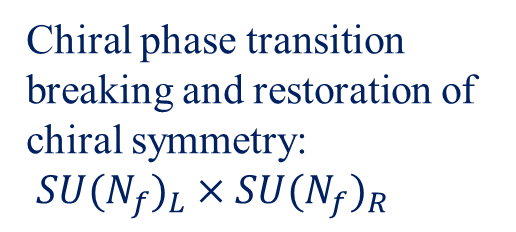 Chiral phase transition
breaking and restoration of
chiral symmetry:
𝑆𝑈(𝑁_𝑓)_𝐿 × 𝑆𝑈(𝑁_𝑓)_𝑅